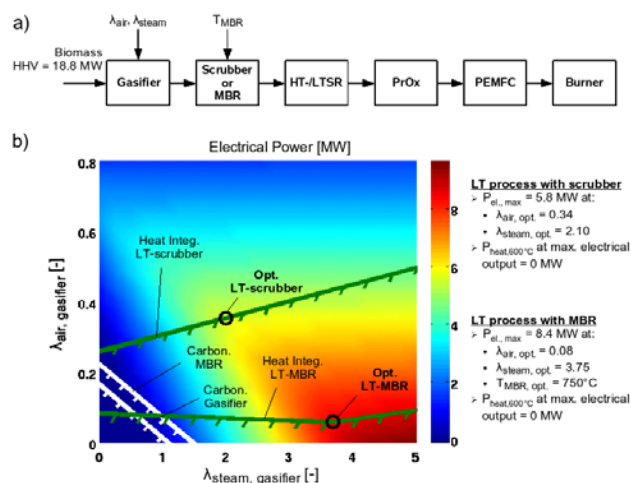 a)
λair, λsteam
TMBR
Biomass
HHV = 18.8 MW
Gasifier
Scrubber
or
MBR
HT-/LTSR
PrOx
PEMFC
Burner
b)
Electrical Power [MW]
λair, gasifier [-]
0.8
0.6
0.4
0.2
0
Heat Integ.
LT-scrubber
Opt.
LT-scrubber
Carbon.
MBR
Carbon.
Gasifier
Heat Integ.
LT-MBR
Opt.
LT-MBR
0 1 2 3 4 5
λsteam, gasifier [-]
8
6
4
2
0
LT process with scrubber
➢ Pel., max = 5.8 MW at:
• λair, opt. = 0.34
• λsteam, opt. = 2.10
➢ Pheat,600°C at max. electrical
output = 0 MW
LT process with MBR
➢ Pel., max = 8.4 MW at:
• λair, opt. = 0.08
• λsteam, opt. = 3.75
• TMBR, opt. = 750°C
➢ Pheat,600°C at max. electrical
output = 0 MW